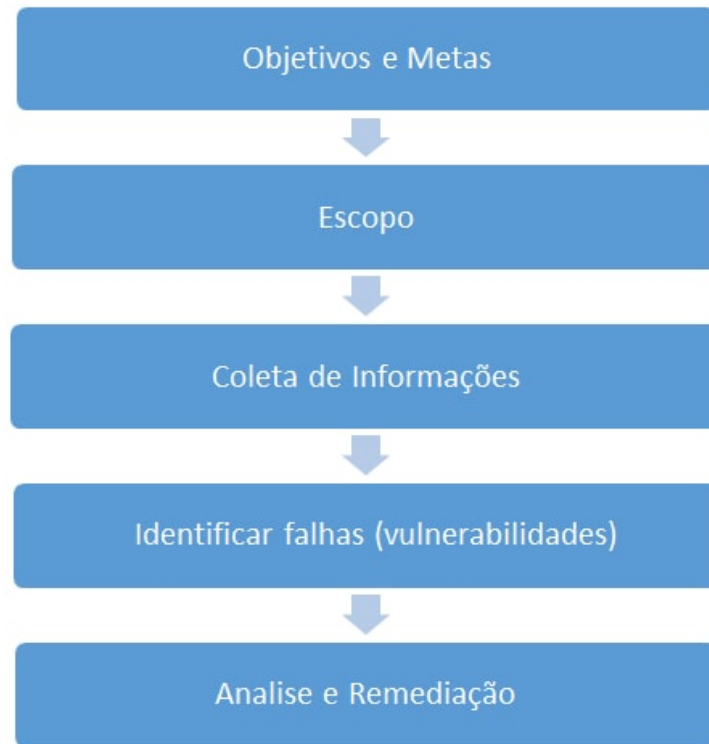 Objetivos e Metas
Escopo
Coleta de Informações
Identificar falhas (vulnerabilidades)
Analise e Remediação